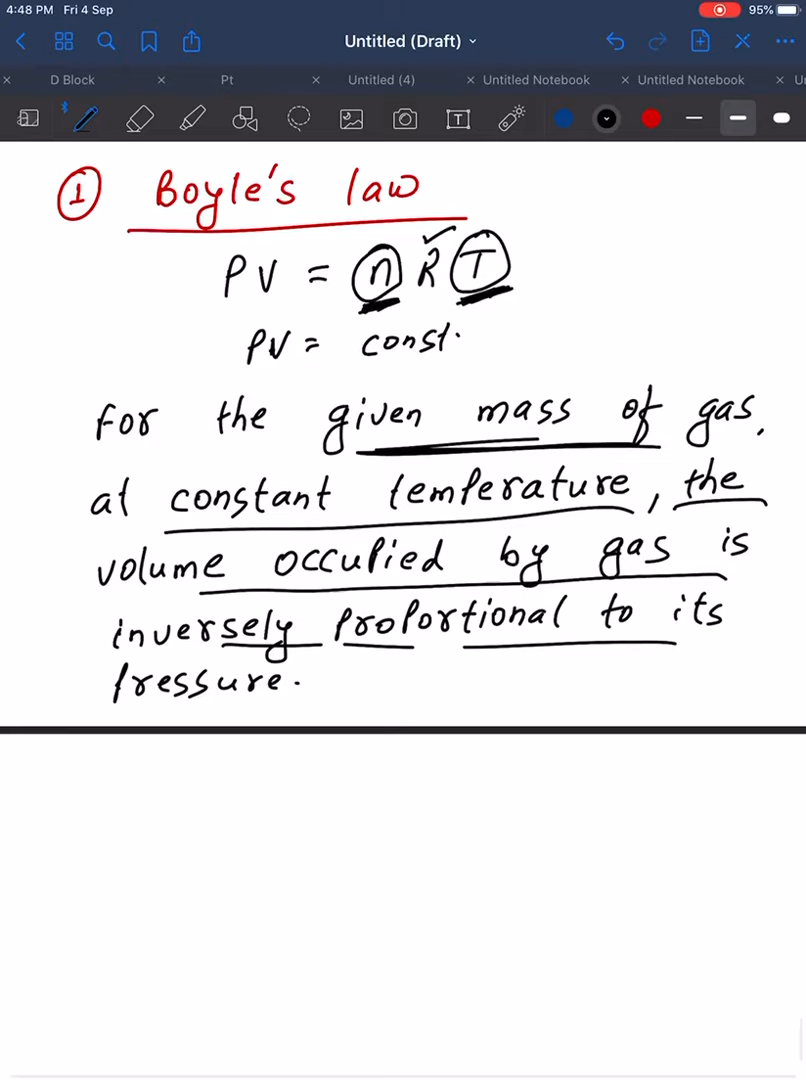 4:48 PM Fri 4 Sep 95%
Untitled (Draft)
D Block Pt Untitled (4) Untitled Notebook Untitled Notebook
① Boyle's law
PV = n R T
PV = const.
For the given mass of gas,
at constant temperature, the
volume occupied by gas is
inversely proportional to its
pressure.